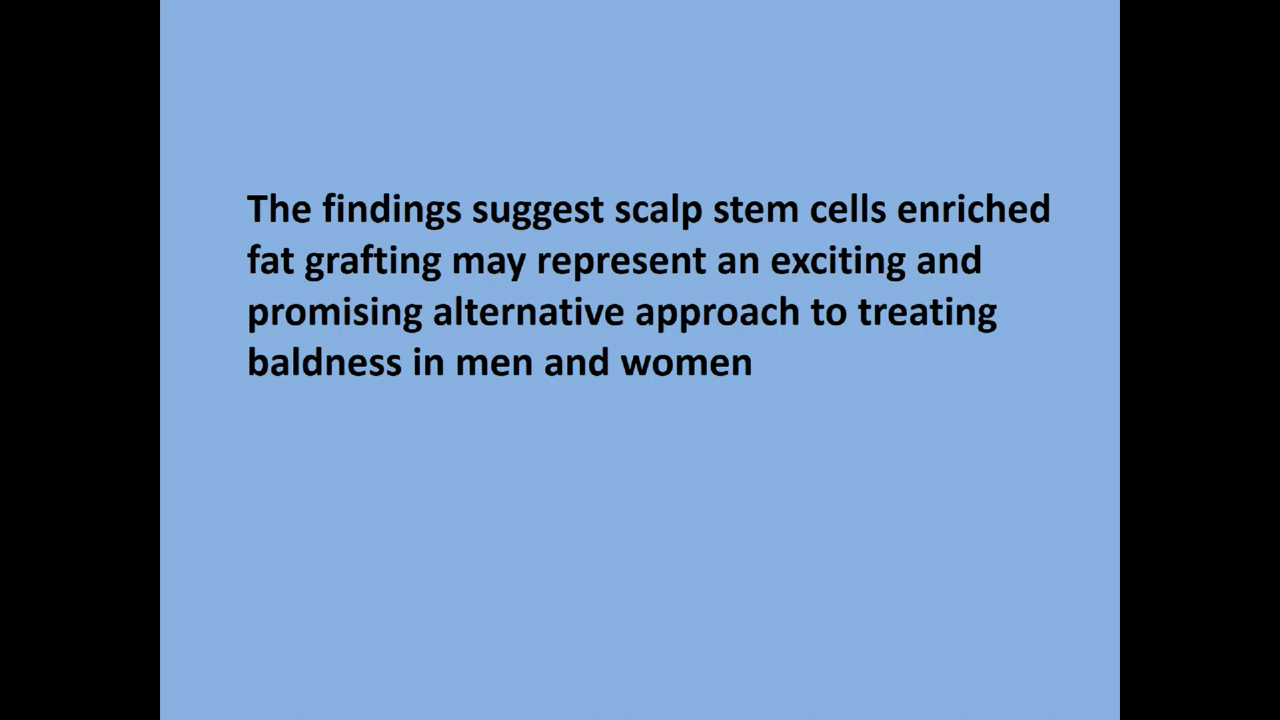 The findings suggest scalp stem cells enriched
fat grafting may represent an exciting and
promising alternative approach to treating
baldness in men and women